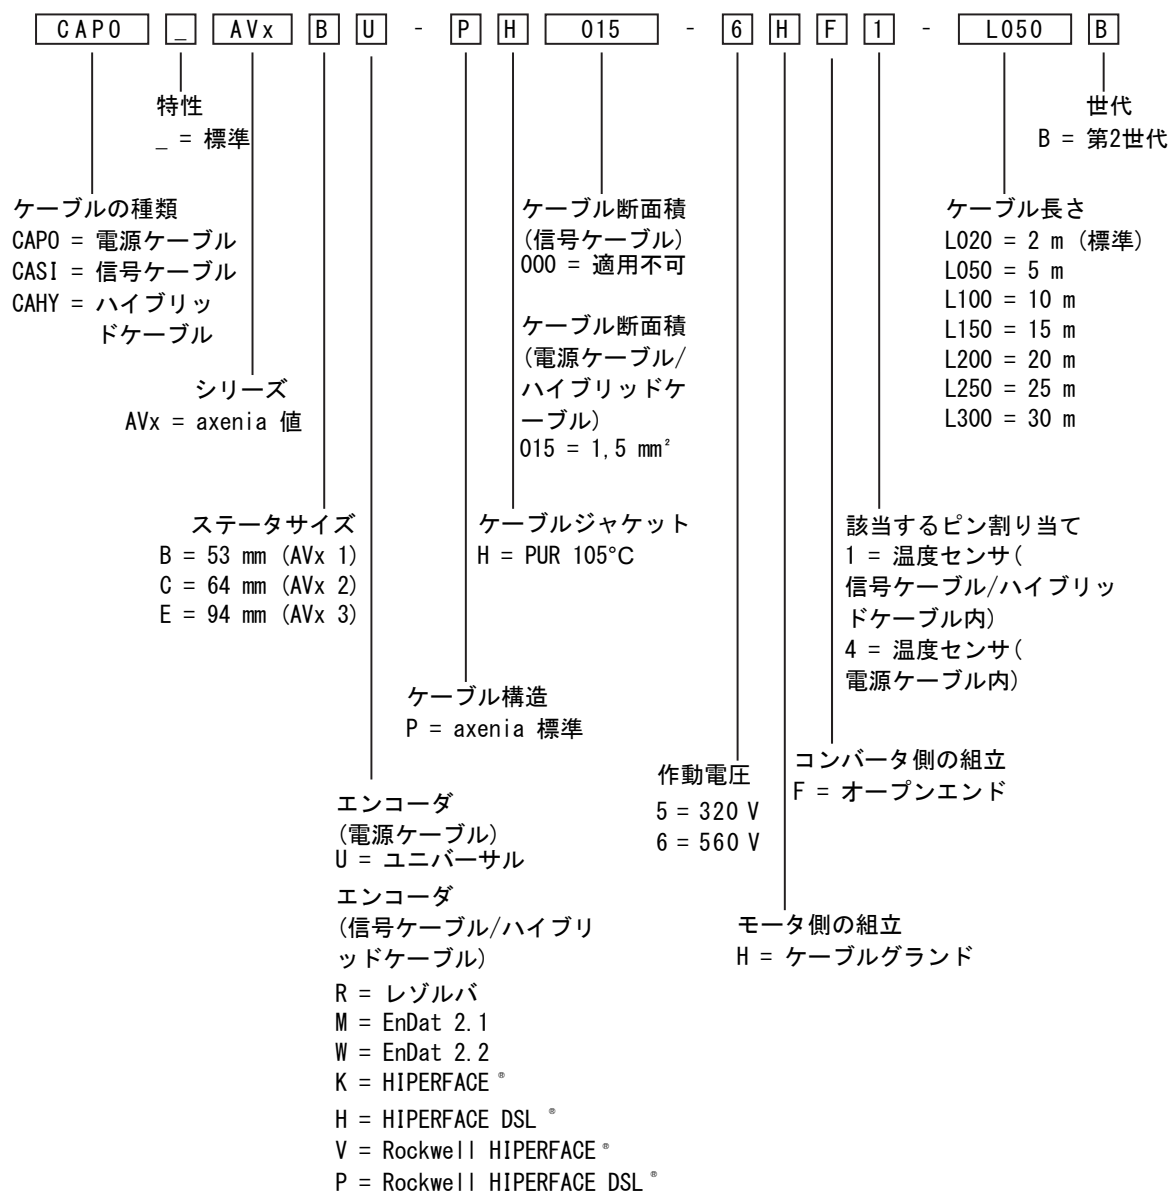 CAPO _ AVx B U - P H 015 - 6 H F 1 - L050 B
特性
_ = 標準
世代
B = 第2世代
ケーブルの種類
CAPO = 電源ケーブル
CASI = 信号ケーブル
CAHY = ハイブリッ
ドケーブル
ケーブル断面積
(信号ケーブル)
000 = 適用不可
ケーブル断面積
(電源ケーブル/
ハイブリッドケ
ーブル)
015 = 1,5 mm²
ケーブル長さ
L020 = 2 m (標準)
L050 = 5 m
L100 = 10 m
L150 = 15 m
L200 = 20 m
L250 = 25 m
L300 = 30 m
シリーズ
AVx = axenia 値
ステータサイズ
B = 53 mm (AVx 1)
C = 64 mm (AVx 2)
E = 94 mm (AVx 3)
ケーブルジャケット
H = PUR 105°C
該当するピン割り当て
1 = 温度センサ(
信号ケーブル/ハイブリッ
ドケーブル内)
4 = 温度センサ(
電源ケーブル内)
ケーブル構造
P = axenia 標準
作動電圧
5 = 320 V
6 = 560 V
コンバータ側の組立
F = オープンエンド
エンコーダ
(電源ケーブル)
U = ユニバーサル
エンコーダ
(信号ケーブル/ハイブリ
ッドケーブル)
R = レゾルバ
M = EnDat 2.1
W = EnDat 2.2
K = HIPERFACE®
H = HIPERFACE DSL®
V = Rockwell HIPERFACE®
P = Rockwell HIPERFACE DSL®
モータ側の組立
H = ケーブルグランド